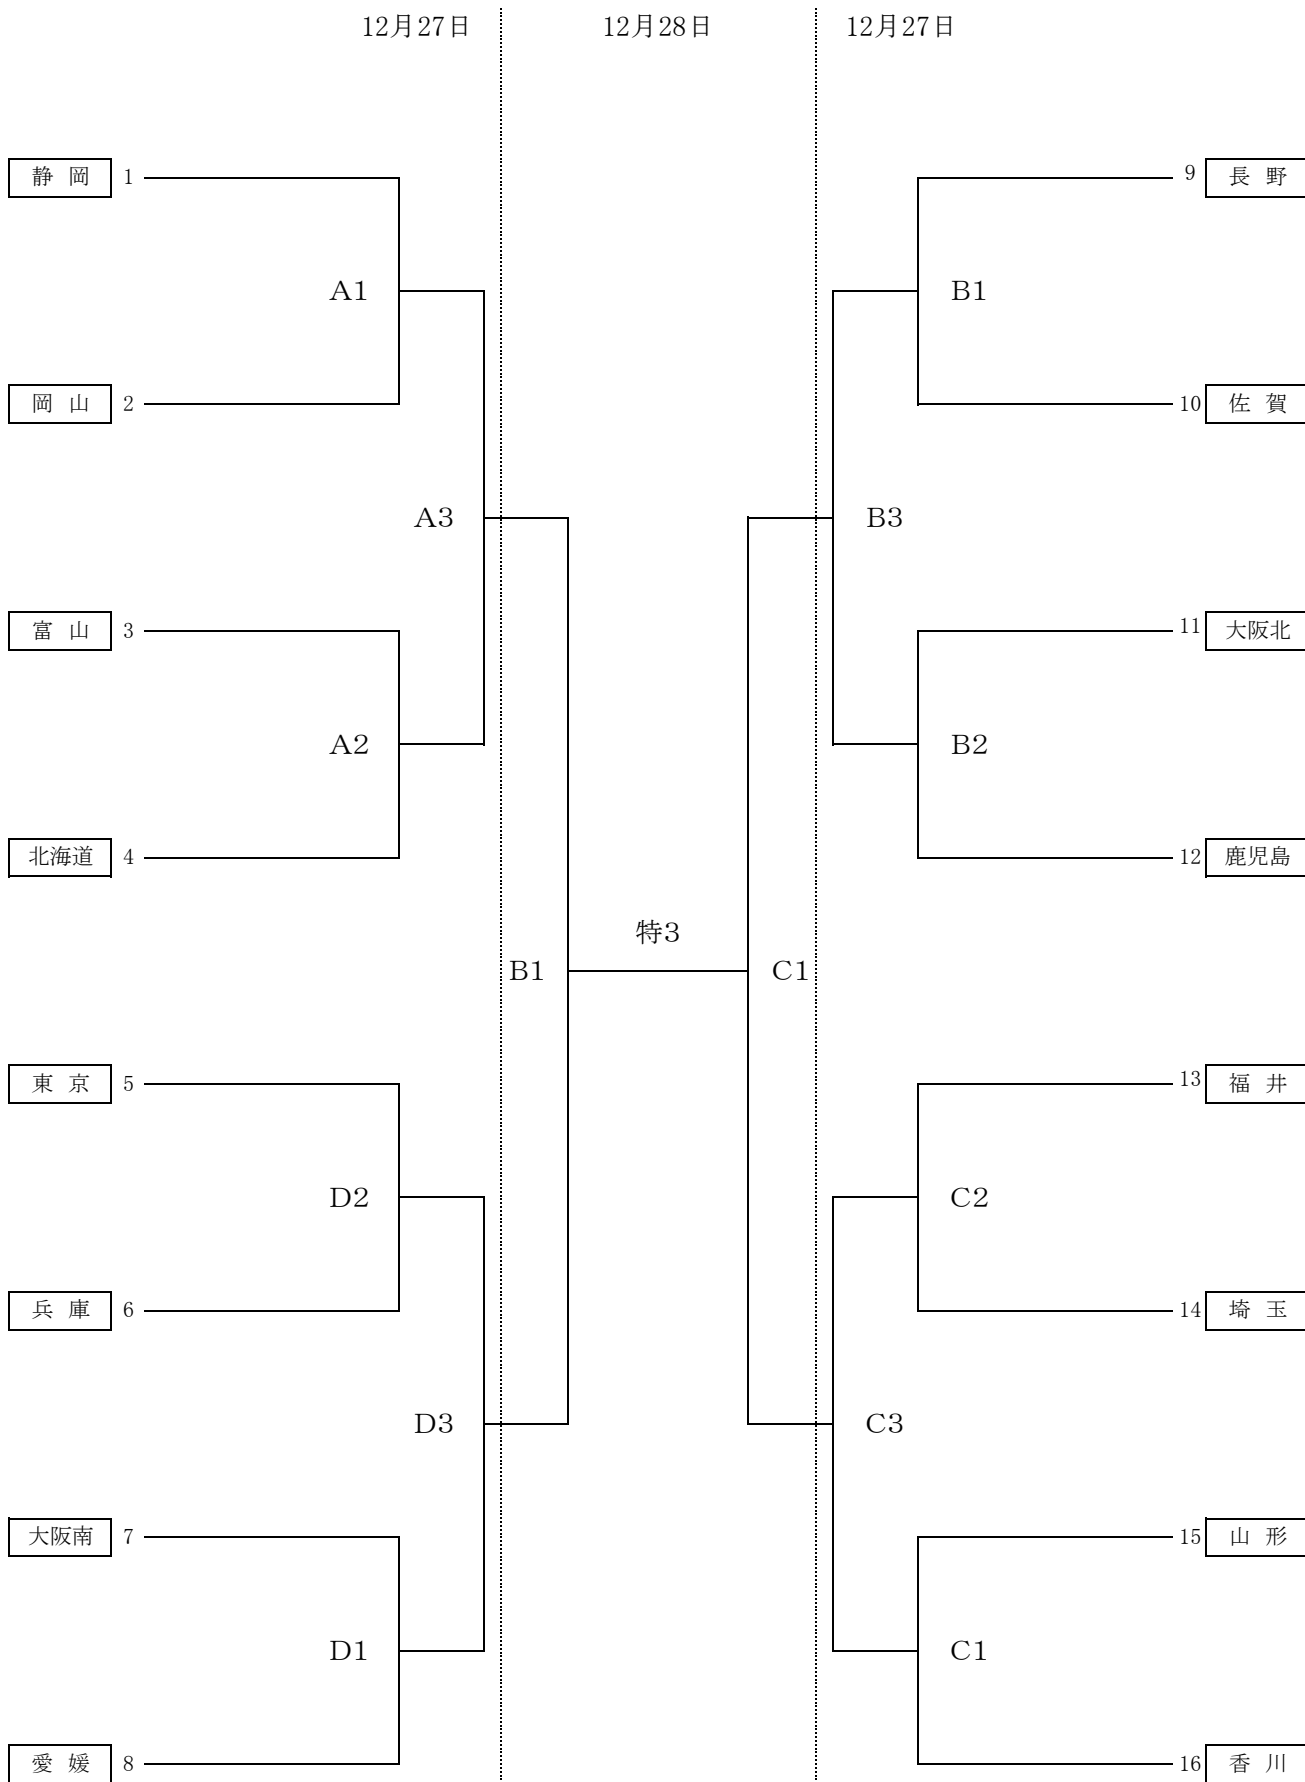 12月27日 12月28日 12月27日
静 岡 1 9 長 野
A1 B1
岡 山 2 10 佐 賀
A3 B3
富 山 3 11 大阪北
A2 B2
北海道 4 12 鹿児島
特3
B1 C1
東 京 5 13 福 井
D2 C2
兵 庫 6 14 埼 玉
D3 C3
大阪南 7 15 山 形
D1 C1
愛 媛 8 16 香 川